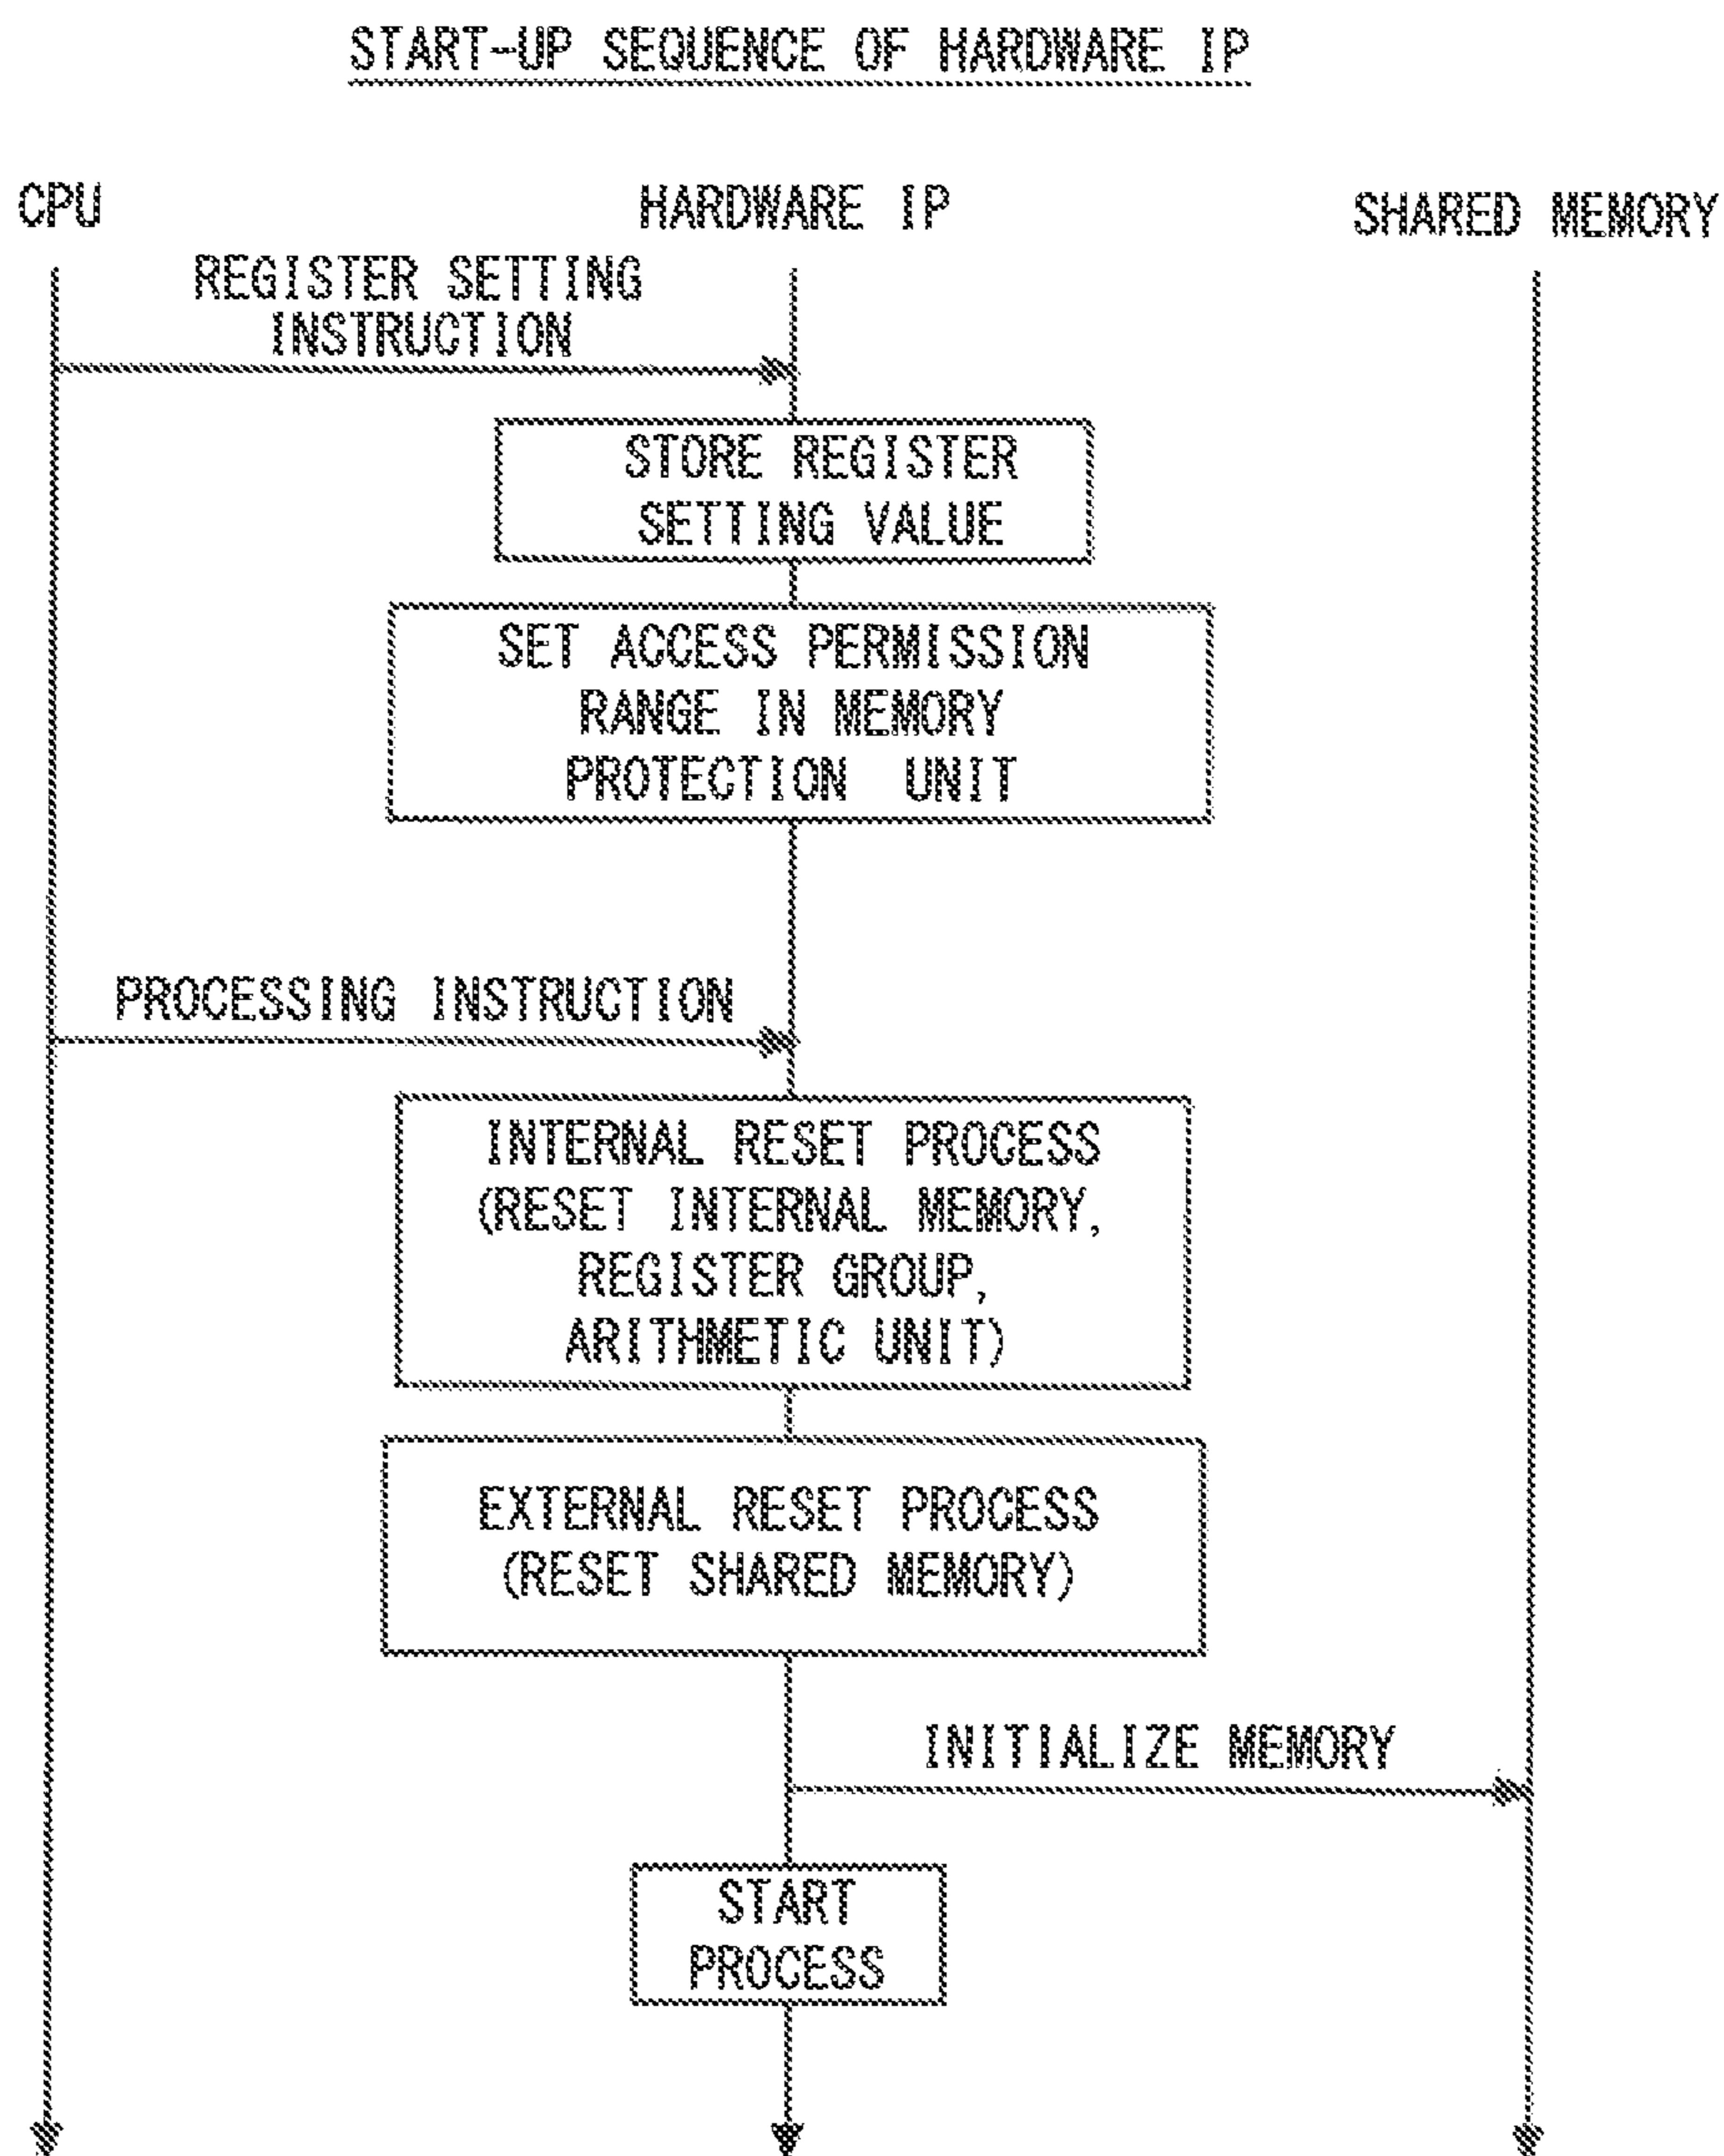 START-UP SEQUENCE OF HARDWARE IP
CPU
HARDWARE IP
SHARED MEMORY
REGISTER SETTING
INSTRUCTION
STORE REGISTER
SETTING VALUE
SET ACCESS PERMISSION
RANGE IN MEMORY
PROTECTION UNIT
PROCESSING INSTRUCTION
INTERNAL RESET PROCESS
(RESET INTERNAL MEMORY,
REGISTER GROUP,
ARITHMETIC UNIT)
EXTERNAL RESET PROCESS
(RESET SHARED MEMORY)
INITIALIZE MEMORY
START
PROCESS